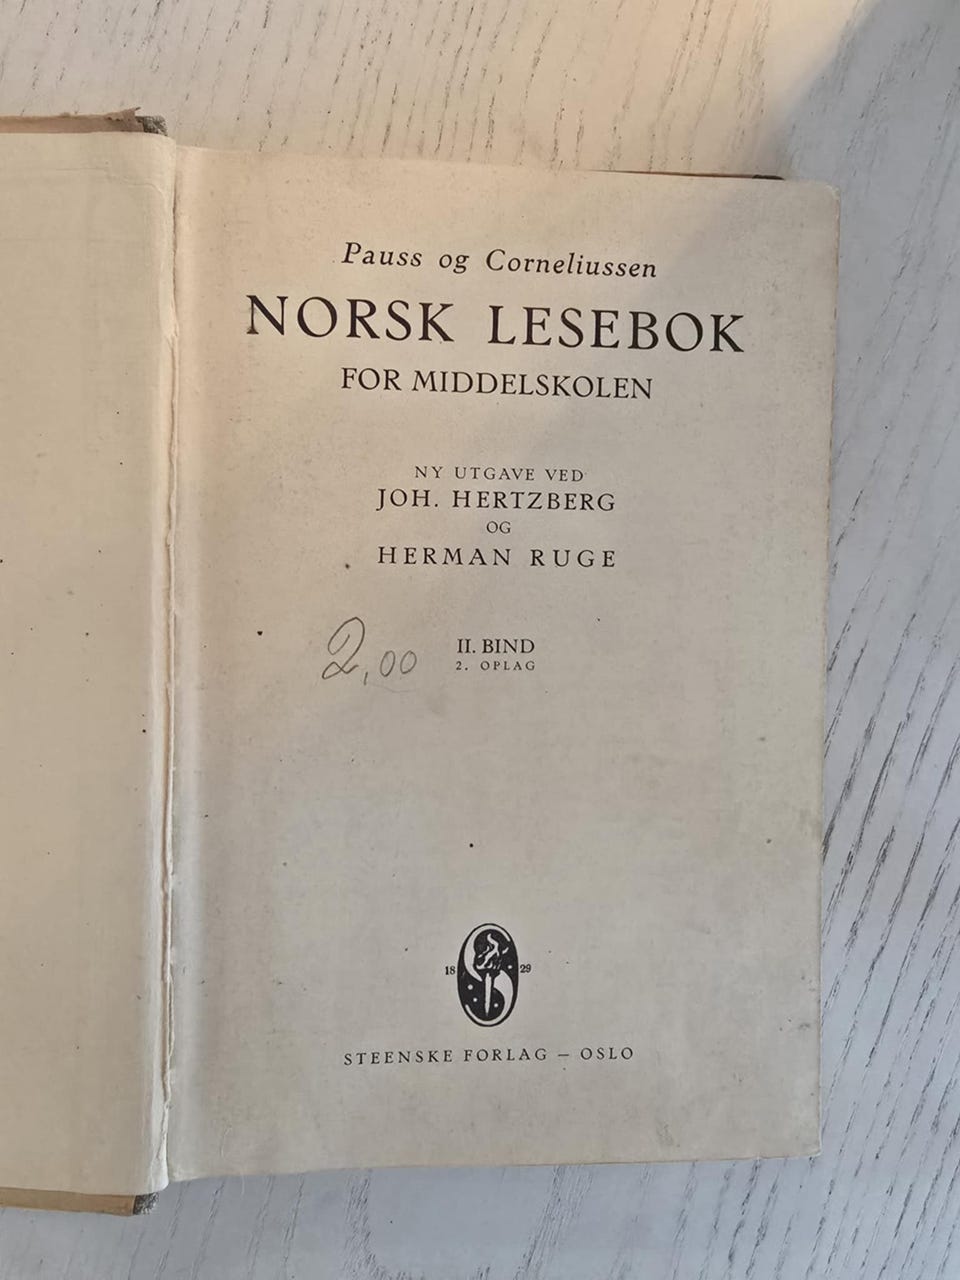 Pauss og Corneliussen
NORSK LESEBOK
FOR MIDDELSKOLEN
NY UTGAVE VED
JOH. HERTZBERG
OG
HERMAN RUGE
2,00
II. BIND
2. OPLAG
18 29
STEENSKE FORLAG – OSLO